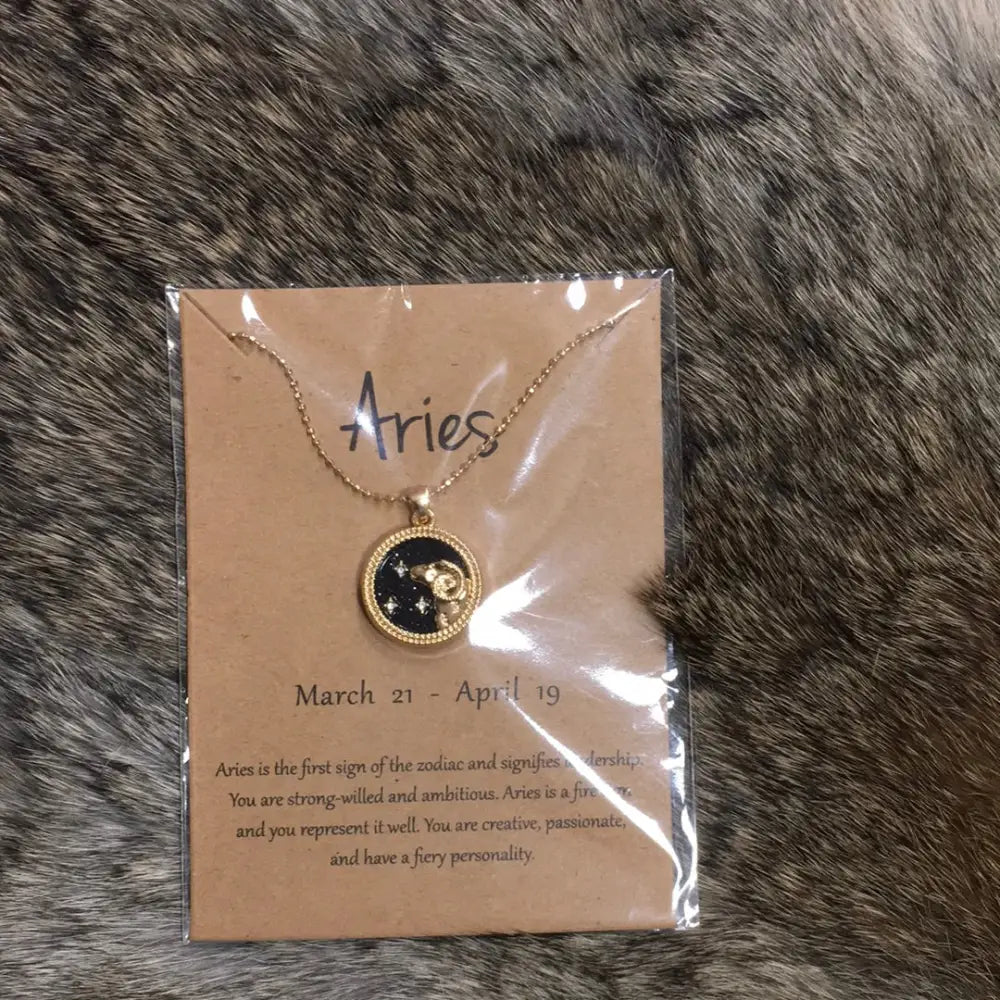 Aries
March 21 - April 19
Aries is the first sign of the zodiac and signifies
You are strong-willed and ambitious. Aries is a fire
and you represent it well. You are creative, passionate,
and have a fiery personality.